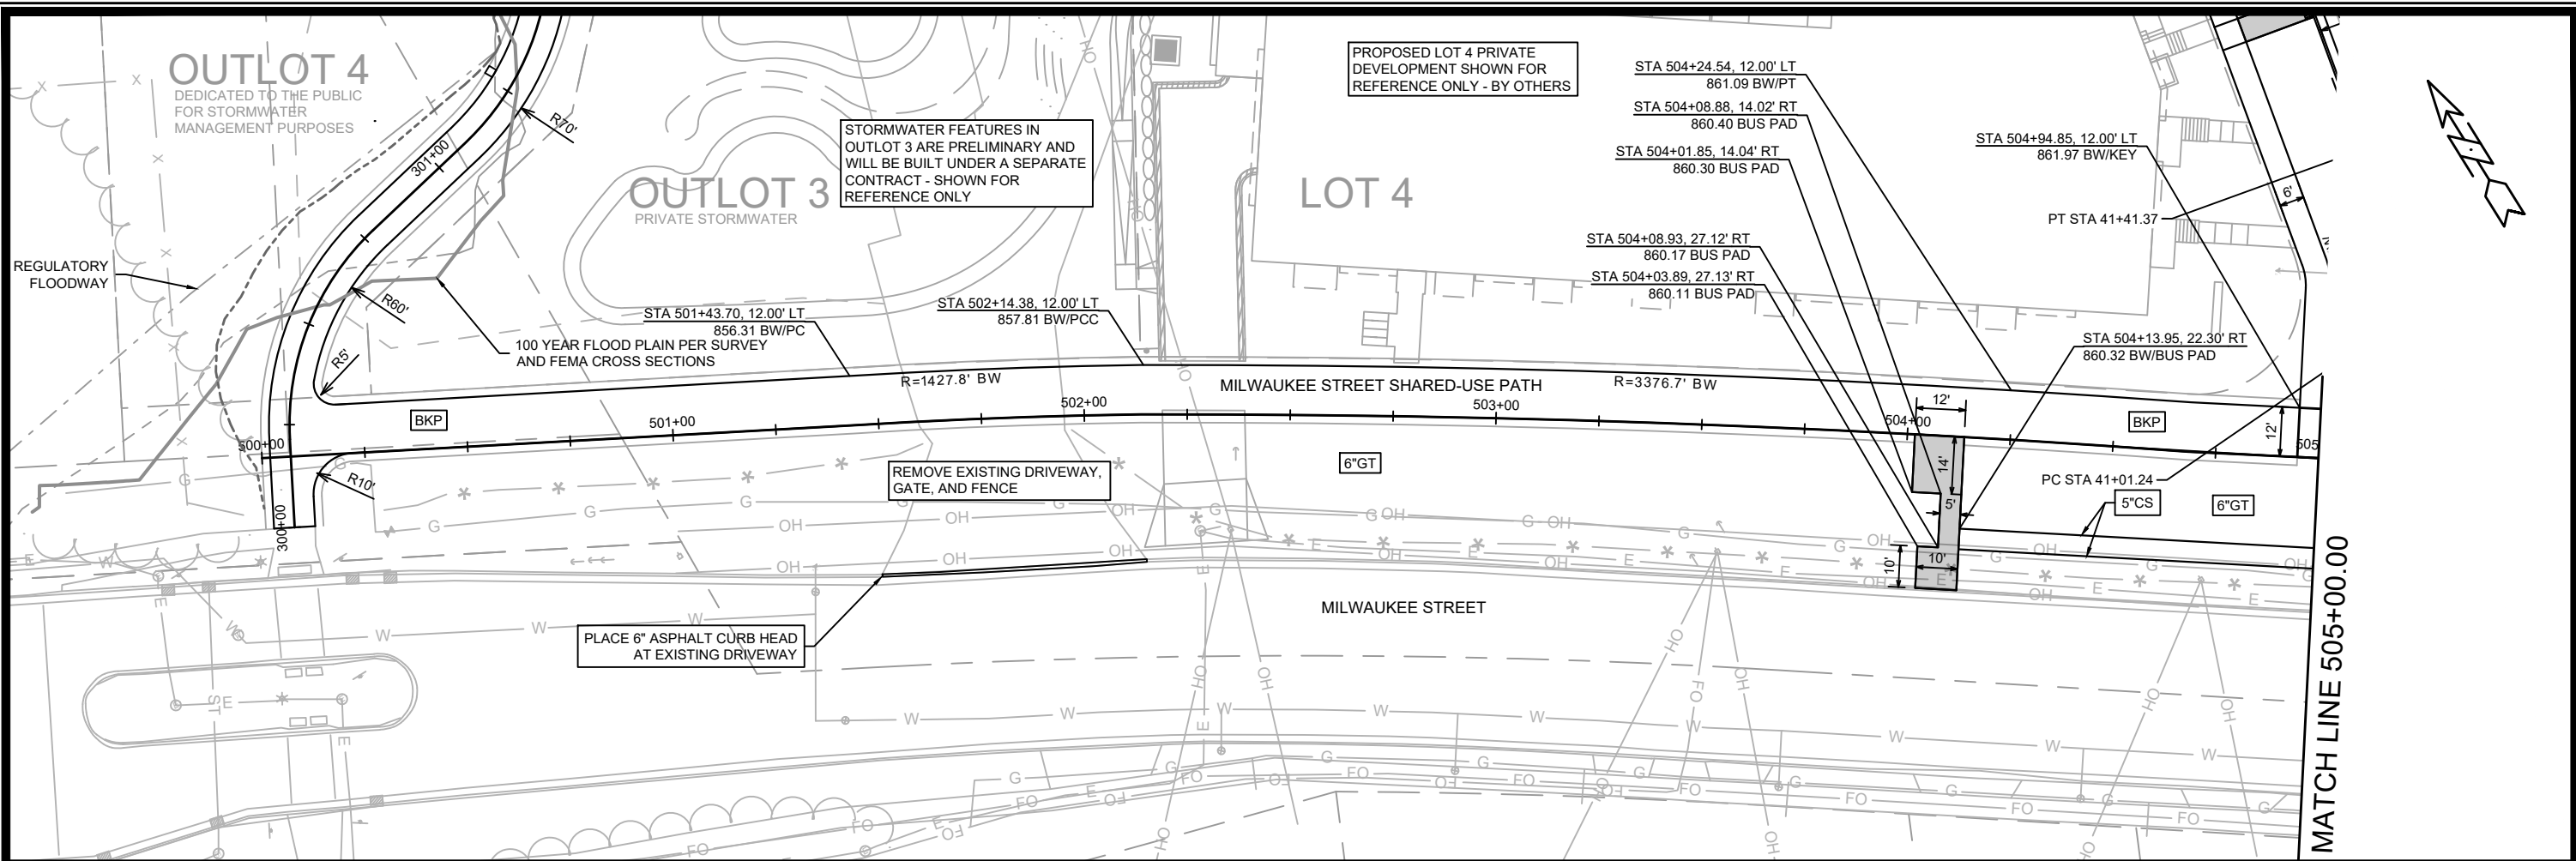 OUTLOT 4
DEDICATED TO THE PUBLIC
FOR STORMWATER
MANAGEMENT PURPOSES
REGULATORY
FLOODWAY
301+00
R70'
R60'
R5'
R10'
300+00
500+00
BKP
100 YEAR FLOOD PLAIN PER SURVEY
AND FEMA CROSS SECTIONS
OUTLOT 3
PRIVATE STORMWATER
STORMWATER FEATURES IN
OUTLOT 3 ARE PRELIMINARY AND
WILL BE BUILT UNDER A SEPARATE
CONTRACT - SHOWN FOR
REFERENCE ONLY
STA 501+43.70, 12.00' LT
856.31 BW/PC
STA 502+14.38, 12.00' LT
857.81 BW/PCC
LOT 4
PROPOSED LOT 4 PRIVATE
DEVELOPMENT SHOWN FOR
REFERENCE ONLY - BY OTHERS
STA 504+24.54, 12.00' LT
861.09 BW/PT
STA 504+08.88, 14.02' RT
860.40 BUS PAD
STA 504+01.85, 14.04' RT
860.30 BUS PAD
STA 504+08.93, 27.12' RT
860.17 BUS PAD
STA 504+03.89, 27.13' RT
860.11 BUS PAD
STA 504+94.85, 12.00' LT
861.97 BW/KEY
6'
PT STA 41+41.37
STA 504+13.95, 22.30' RT
860.32 BW/BUS PAD
R=1427.8' BW
MILWAUKEE STREET SHARED-USE PATH
R=3376.7' BW
501+00
502+00
503+00
504+00
505
12'
14'
5'
10'
10'
BKP
12'
PC STA 41+01.24
5"CS
6"GT
6"GT
REMOVE EXISTING DRIVEWAY,
GATE, AND FENCE
PLACE 6" ASPHALT CURB HEAD
AT EXISTING DRIVEWAY
MILWAUKEE STREET
MATCH LINE 505+00.00